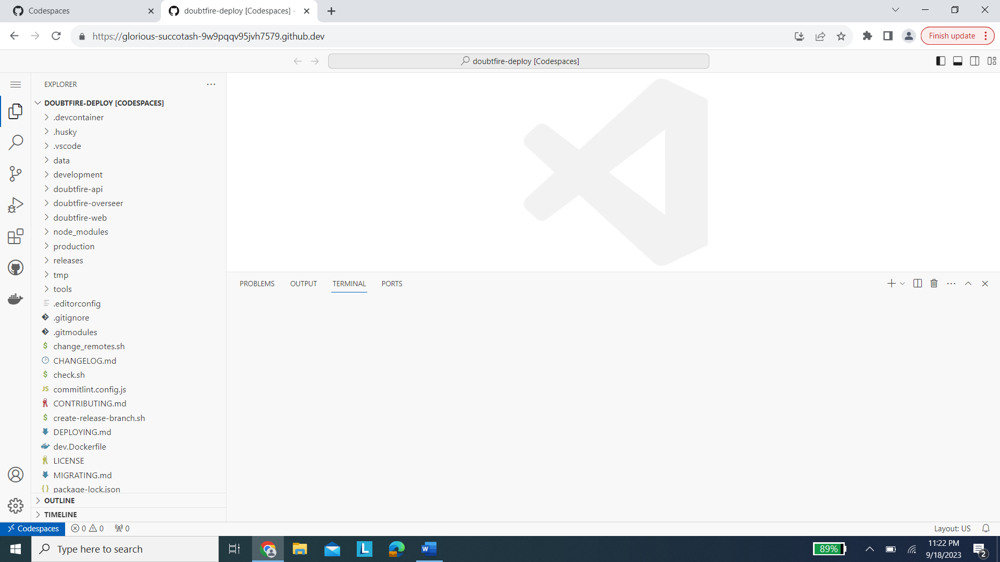 Codespaces
doubtfire-deploy [Codespaces] -
https://glorious-succotash-9w9pqqv95jvh7579.github.dev
Finish update
doubtfire-deploy [Codespaces]
EXPLORER
DOUBTFIRE-DEPLOY [CODESPACES]
.devcontainer
.husky
.vscode
data
development
doubtfire-api
doubtfire-overseer
doubtfire-web
node_modules
production
releases
tmp
tools
.editorconfig
.gitignore
.gitmodules
$ change_remotes.sh
CHANGELOG.md
$ check.sh
JS commitlint.config.js
CONTRIBUTING.md
$ create-release-branch.sh
DEPLOYING.md
dev.Dockerfile
LICENSE
MIGRATING.md
{} package-lock.json
OUTLINE
TIMELINE
PROBLEMS OUTPUT TERMINAL PORTS
Codespaces 0 0 0
Layout: US
Type here to search
L
W
89%
11:22 PM
9/18/2023
2